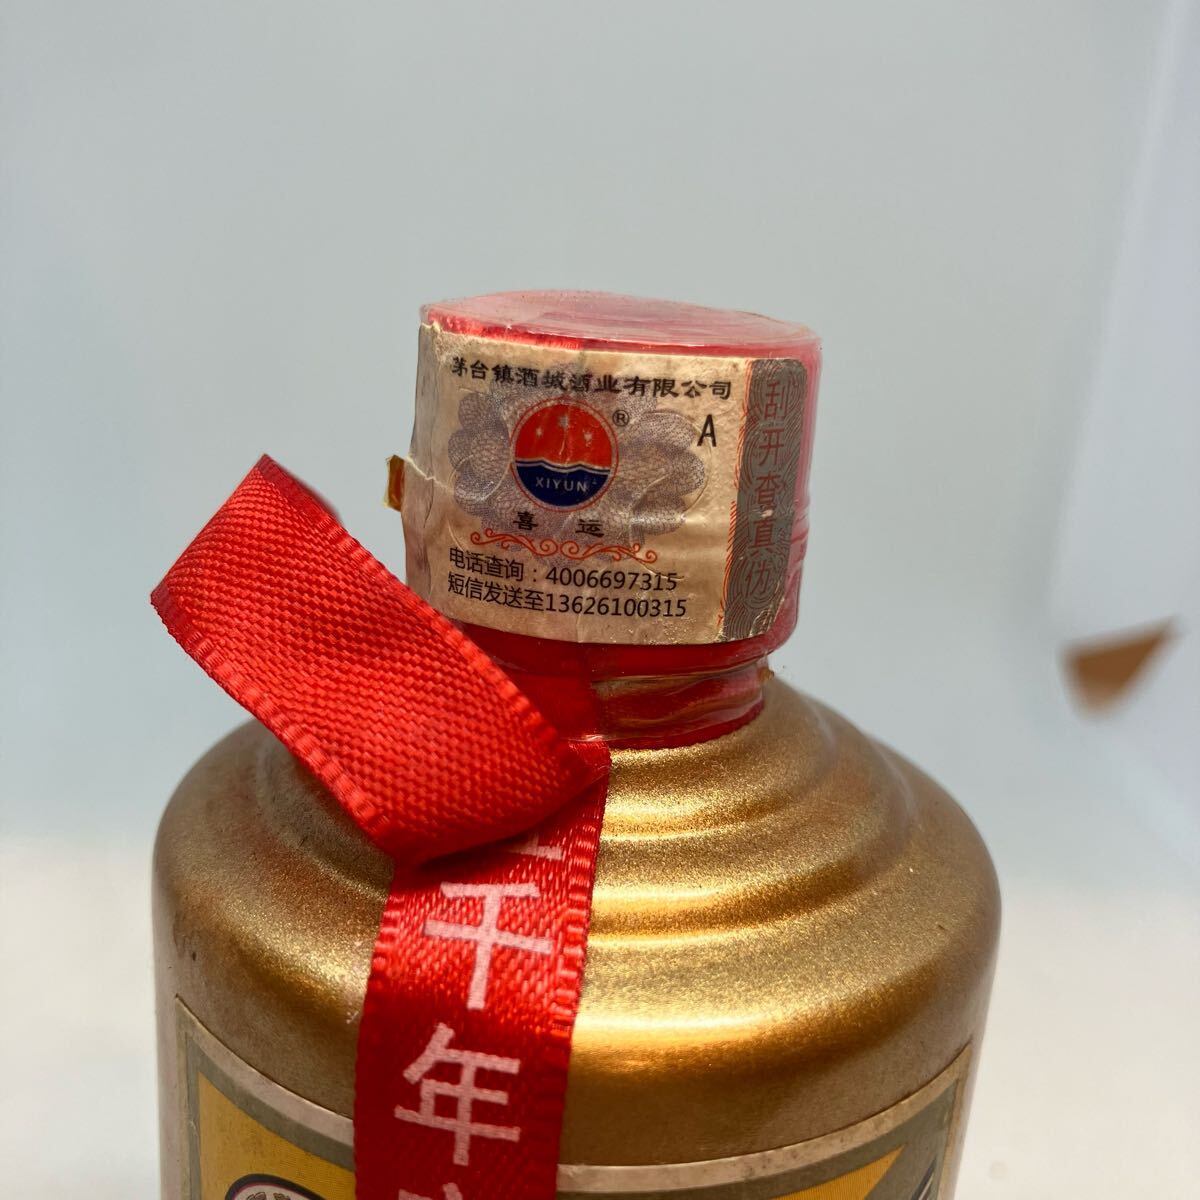 茅台镇酒城酒业有限公司
®
A
XIYUN
喜运
电话查询：4006697315
短信发送至13626100315
刮开查真伪
千年